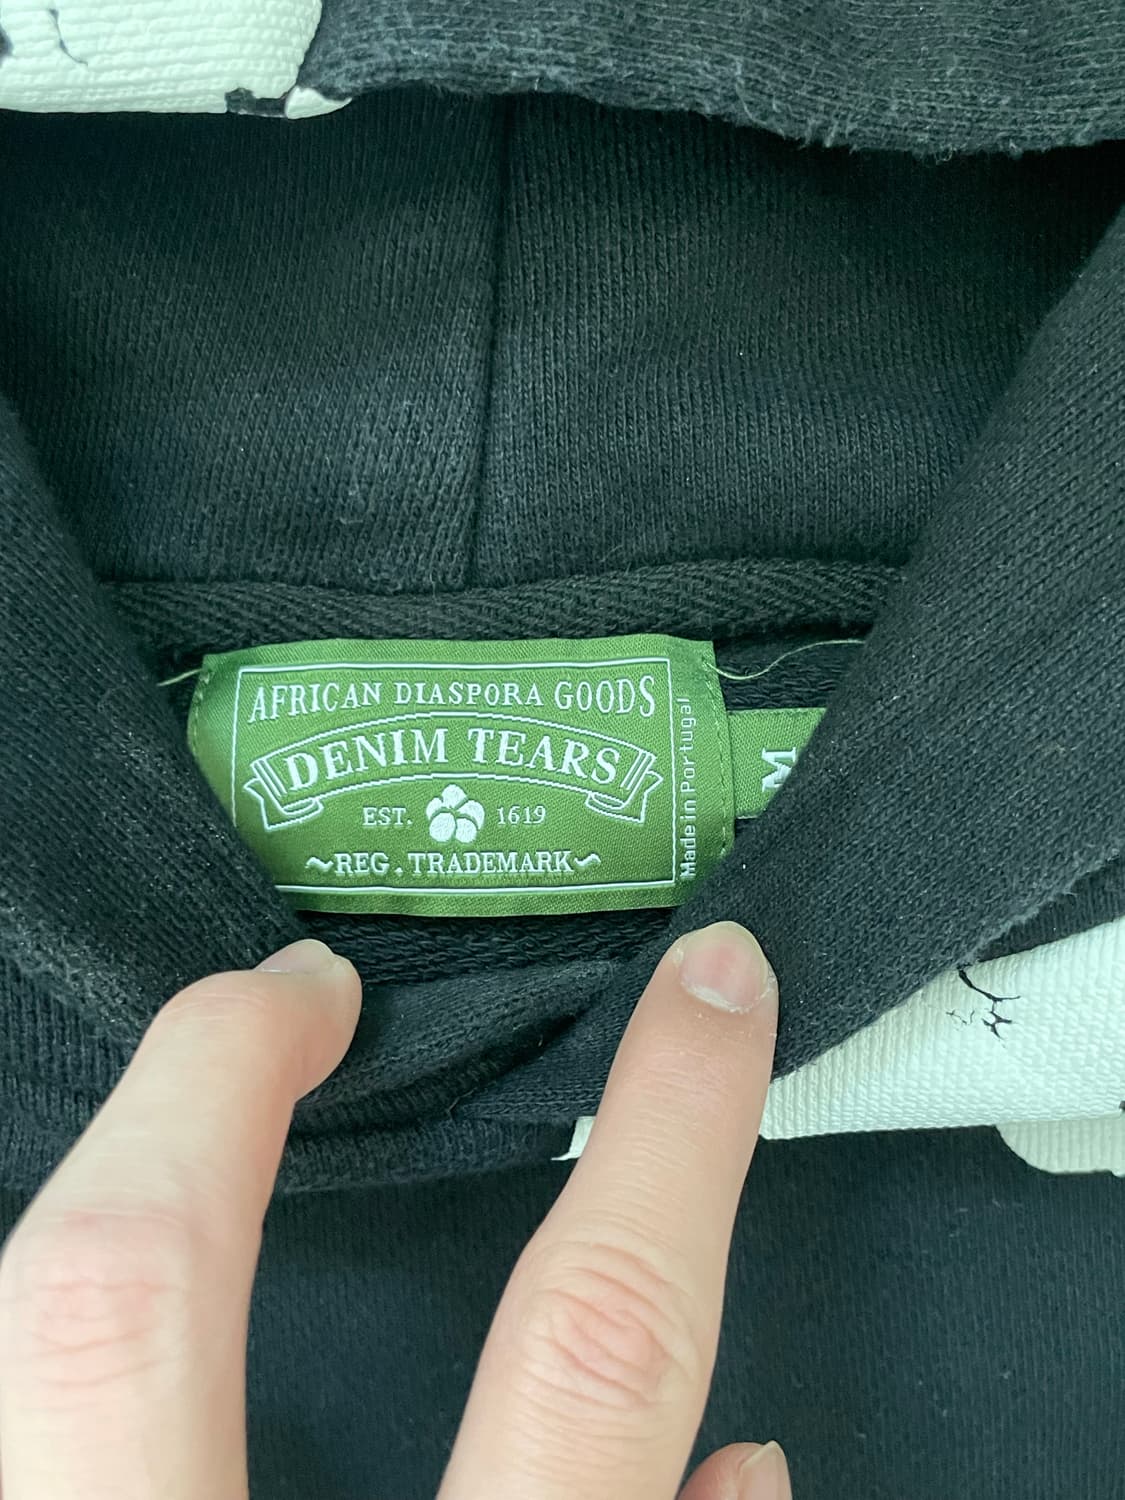 AFRICAN DIASPORA GOODS
DENIM TEARS
EST. 1619
~REG. TRADEMARK~
Made in Portugal
M